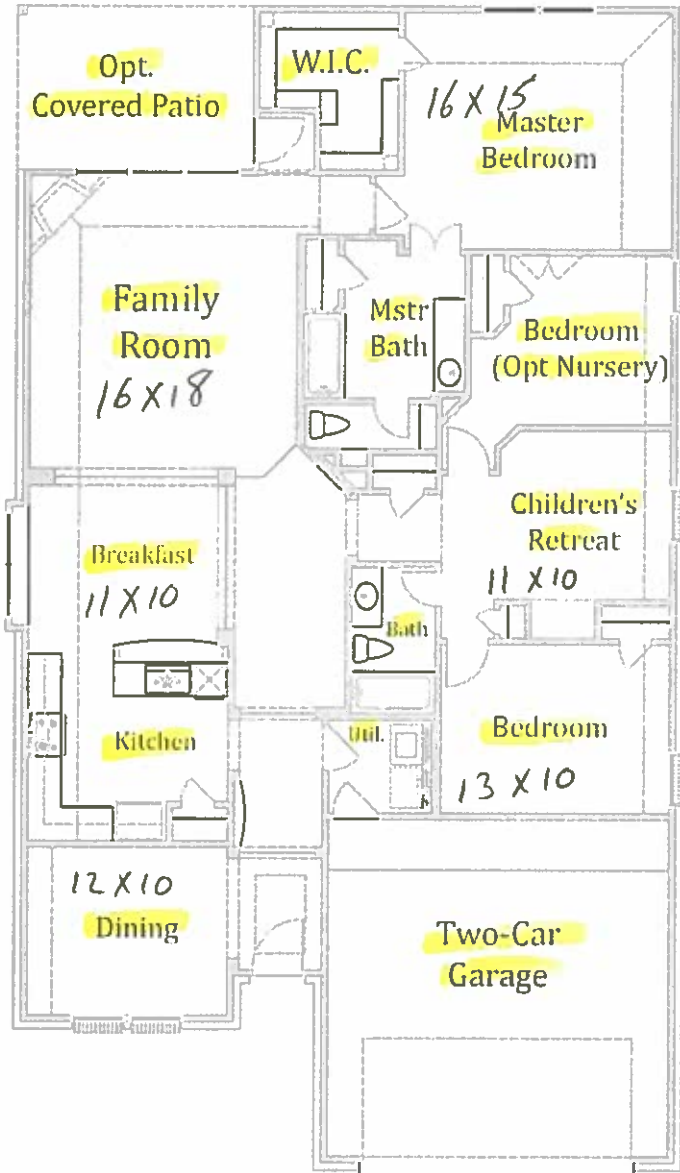 Opt.
Covered Patio
W.I.C.
16 X 15
Master
Bedroom
Family
Room
16 X 18
Mstr
Bath
Bedroom
(Opt Nursery)
Children's
Retreat
11 X 10
Breakfast
11 X 10
Bath
Kitchen
Util.
Bedroom
13 X 10
12 X 10
Dining
Two-Car
Garage